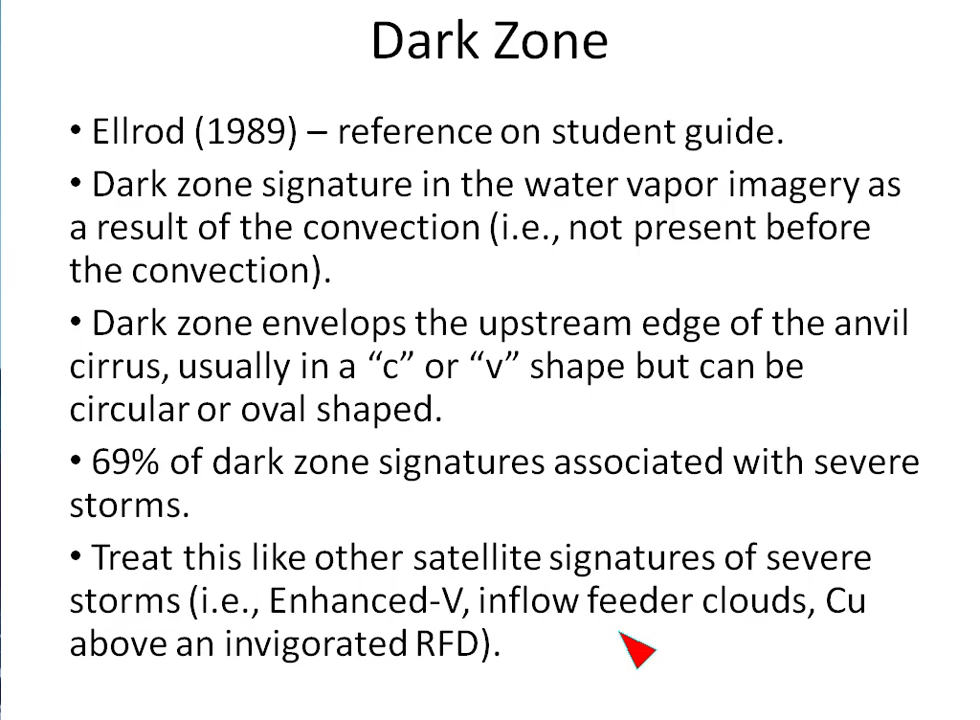 Dark Zone
• Ellrod (1989) – reference on student guide.
• Dark zone signature in the water vapor imagery as
a result of the convection (i.e., not present before
the convection).
• Dark zone envelops the upstream edge of the anvil
cirrus, usually in a “c” or “v” shape but can be
circular or oval shaped.
• 69% of dark zone signatures associated with severe
storms.
• Treat this like other satellite signatures of severe
storms (i.e., Enhanced-V, inflow feeder clouds, Cu
above an invigorated RFD).